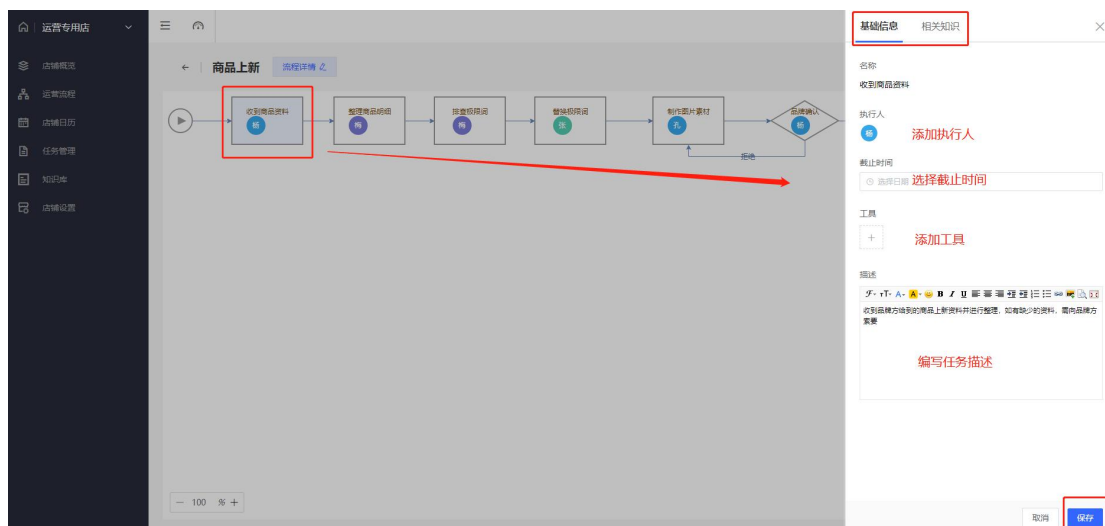 运营专用店
店铺概览
运营流程
店铺日历
任务管理
知识库
店铺设置
商品上新
流程详情
收到商品资料
杨
整理商品明细
梅
排查极限词
梅
替换极限词
张
制作图片素材
孔
品牌确认
杨
拒绝
100 %
基础信息
相关知识
名称
收到商品资料
执行人
杨
添加执行人
截止时间
选择日期
选择截止时间
工具
添加工具
描述
收到品牌方给到的商品上新资料并进行整理,如有缺少的资料,需向品牌方
索要
编写任务描述
取消
保存